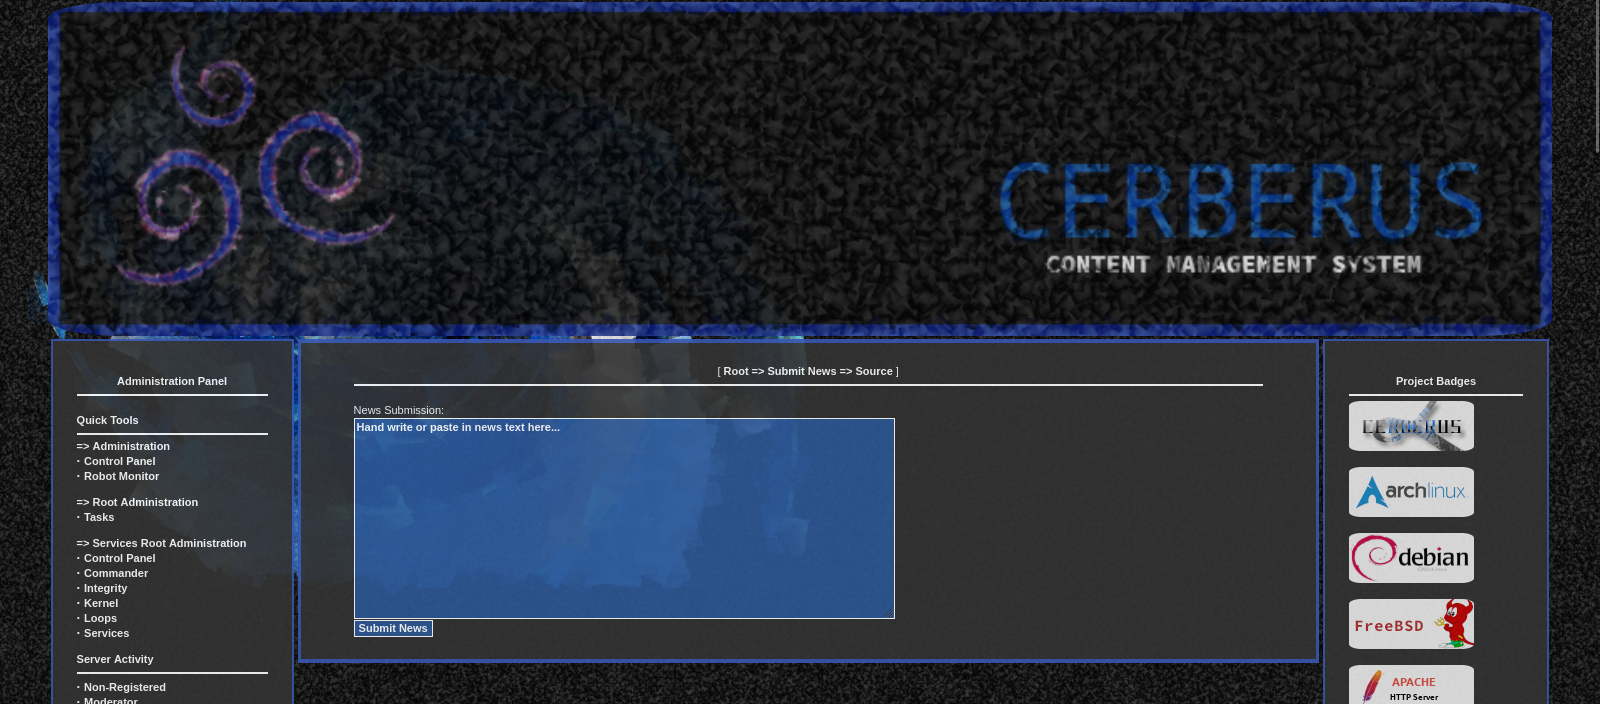 CERBERUS
CONTENT MANAGEMENT SYSTEM
Administration Panel
Quick Tools
=> Administration
· Control Panel
· Robot Monitor
=> Root Administration
· Tasks
=> Services Root Administration
· Control Panel
· Commander
· Integrity
· Kernel
· Loops
· Services
Server Activity
· Non-Registered
· Moderator
[ Root => Submit News => Source ]
News Submission:
Hand write or paste in news text here...
Submit News
Project Badges
CERBERUS
archlinux
debian
FreeBSD
APACHE
HTTP Server